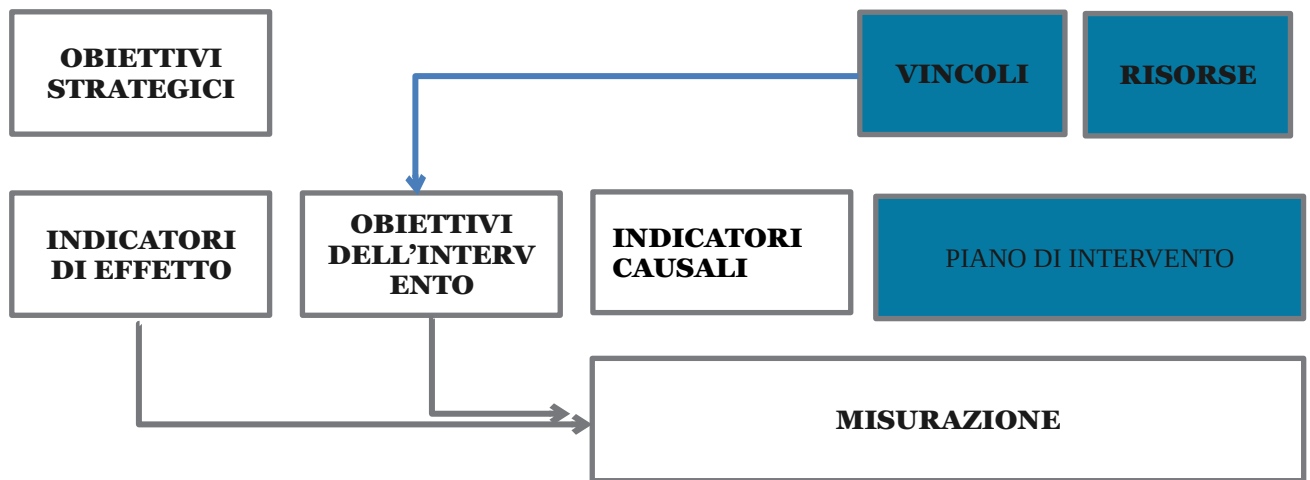 OBIETTIVI
STRATEGICI
VINCOLI
RISORSE
INDICATORI
DI EFFETTO
OBIETTIVI
DELL'INTERV
ENTO
INDICATORI
CAUSALI
PIANO DI INTERVENTO
MISURAZIONE